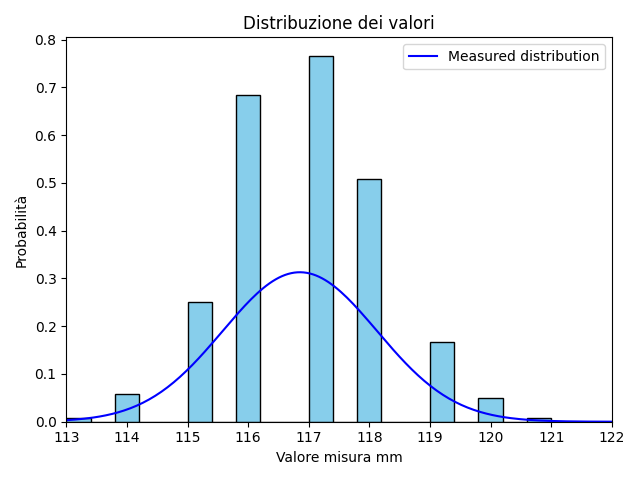 Distribuzione dei valori
Measured distribution
Probabilità
0.8
0.7
0.6
0.5
0.4
0.3
0.2
0.1
0.0
113 114 115 116 117 118 119 120 121 122
Valore misura mm